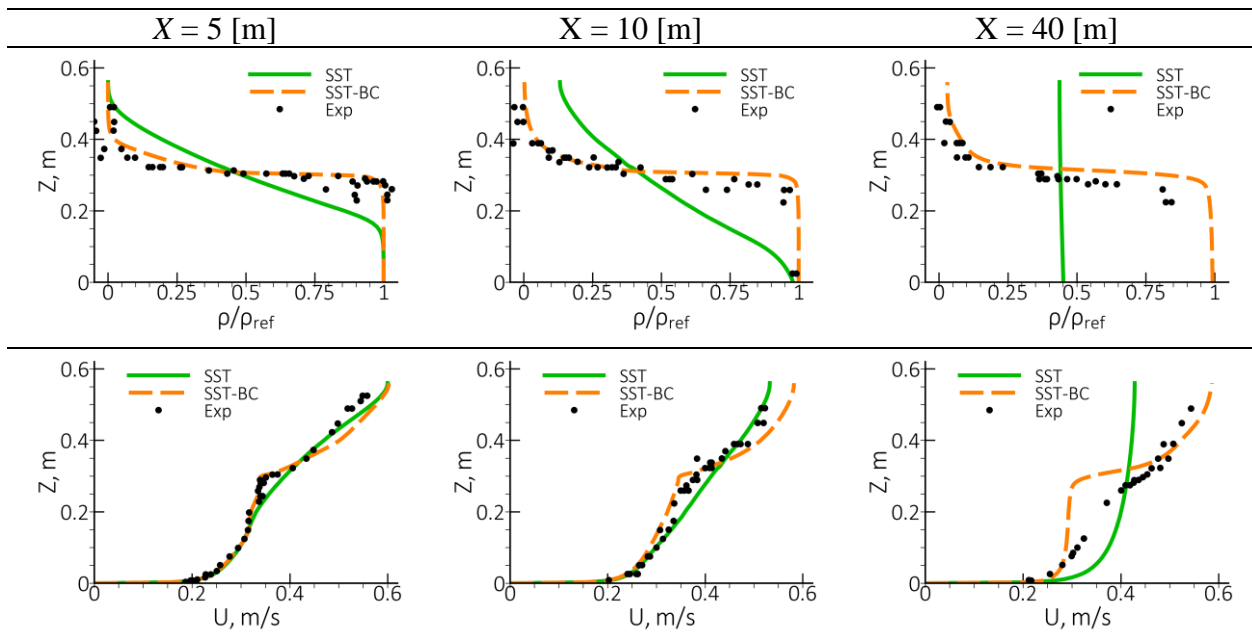 X = 5 [m] X = 10 [m] X = 40 [m]
0.6
SST
SST-BC
Exp
0.4
Z, m
0.2
0
0 0.25 0.5 0.75 1
ρ/ρref
0.6
SST
SST-BC
Exp
0.4
Z, m
0.2
0
0 0.25 0.5 0.75 1
ρ/ρref
0.6
SST
SST-BC
Exp
0.4
Z, m
0.2
0
0 0.25 0.5 0.75 1
ρ/ρref
0.6
SST
SST-BC
Exp
0.4
Z, m
0.2
0
0 0.2 0.4 0.6
U, m/s
0.6
SST
SST-BC
Exp
0.4
Z, m
0.2
0
0 0.2 0.4 0.6
U, m/s
0.6
SST
SST-BC
Exp
0.4
Z, m
0.2
0
0 0.2 0.4 0.6
U, m/s